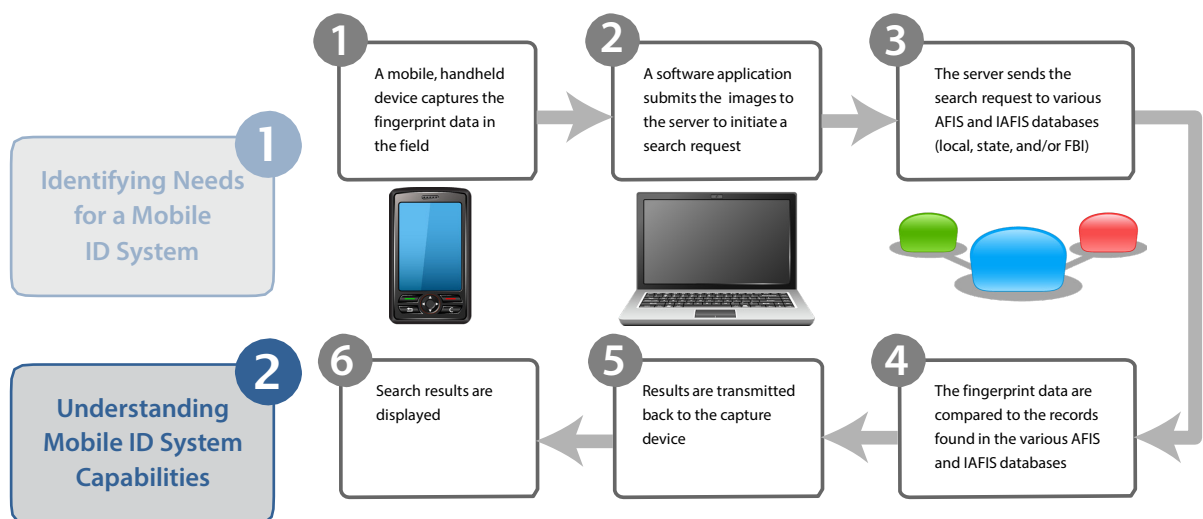 1
Identifying Needs
for a Mobile
ID System
2
Understanding
Mobile ID System
Capabilities
1
A mobile, handheld
device captures the
fingerprint data in
the field
2
A software application
submits the images to
the server to initiate a
search request
3
The server sends the
search request to various
AFIS and IAFIS databases
(local, state, and/or FBI)
4
The fingerprint data are
compared to the records
found in the various AFIS
and IAFIS databases
5
Results are transmitted
back to the capture
device
6
Search results are
displayed